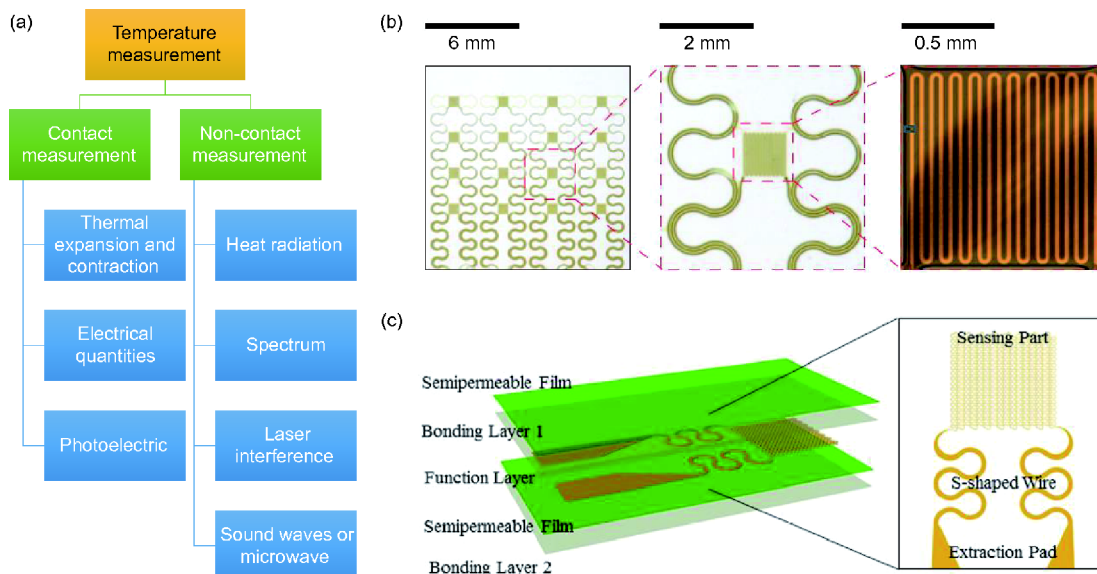 (a)
Temperature
measurement
Contact
measurement
Non-contact
measurement
Thermal
expansion and
contraction
Heat radiation
Electrical
quantities
Spectrum
Photoelectric
Laser
interference
Sound waves or
microwave
(b)
6 mm
2 mm
0.5 mm
(c)
Semipermeable Film
Bonding Layer 1
Function Layer
Semipermeable Film
Bonding Layer 2
Sensing Part
S-shaped Wire
Extraction Pad